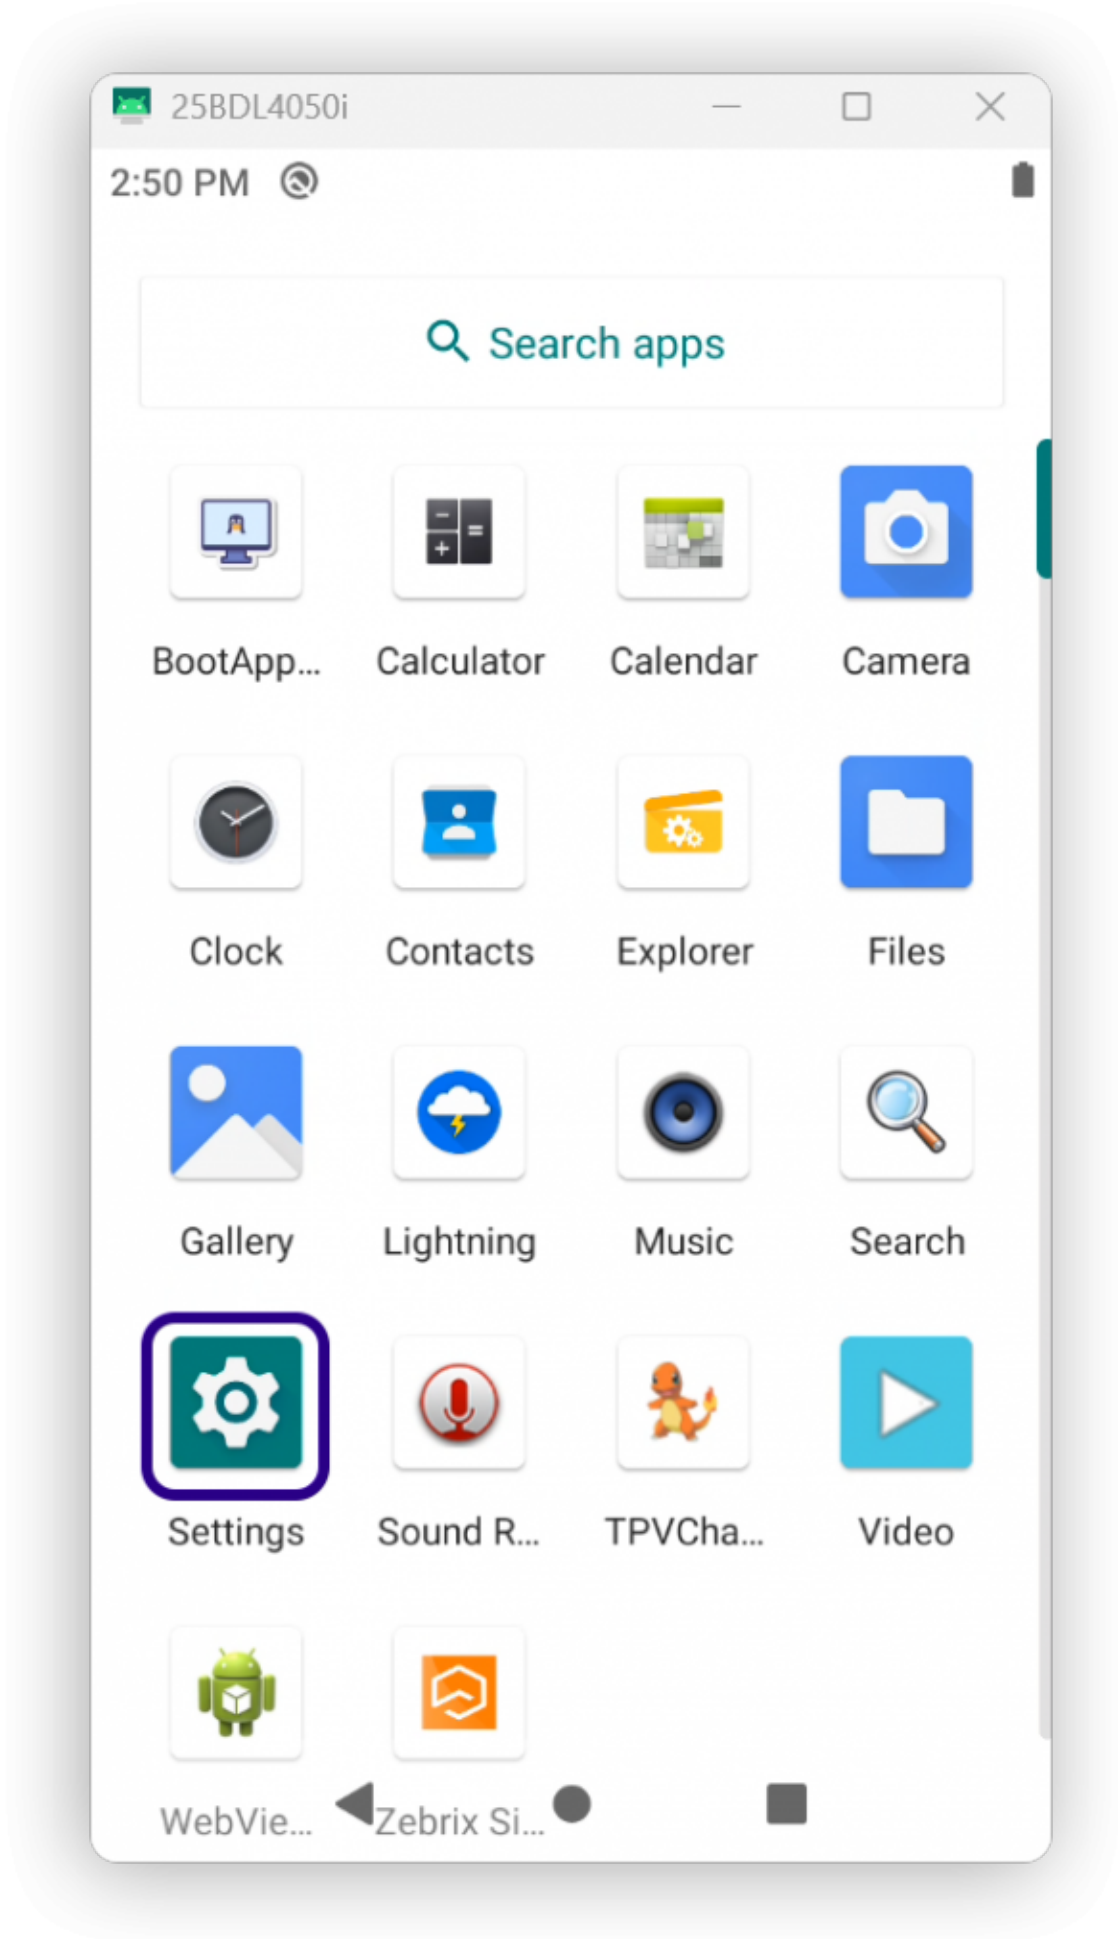 25BDL4050i
2:50 PM
Search apps
BootApp... Calculator Calendar Camera
Clock Contacts Explorer Files
Gallery Lightning Music Search
Settings Sound R... TPVCha... Video
WebVie... Zebrix Si...